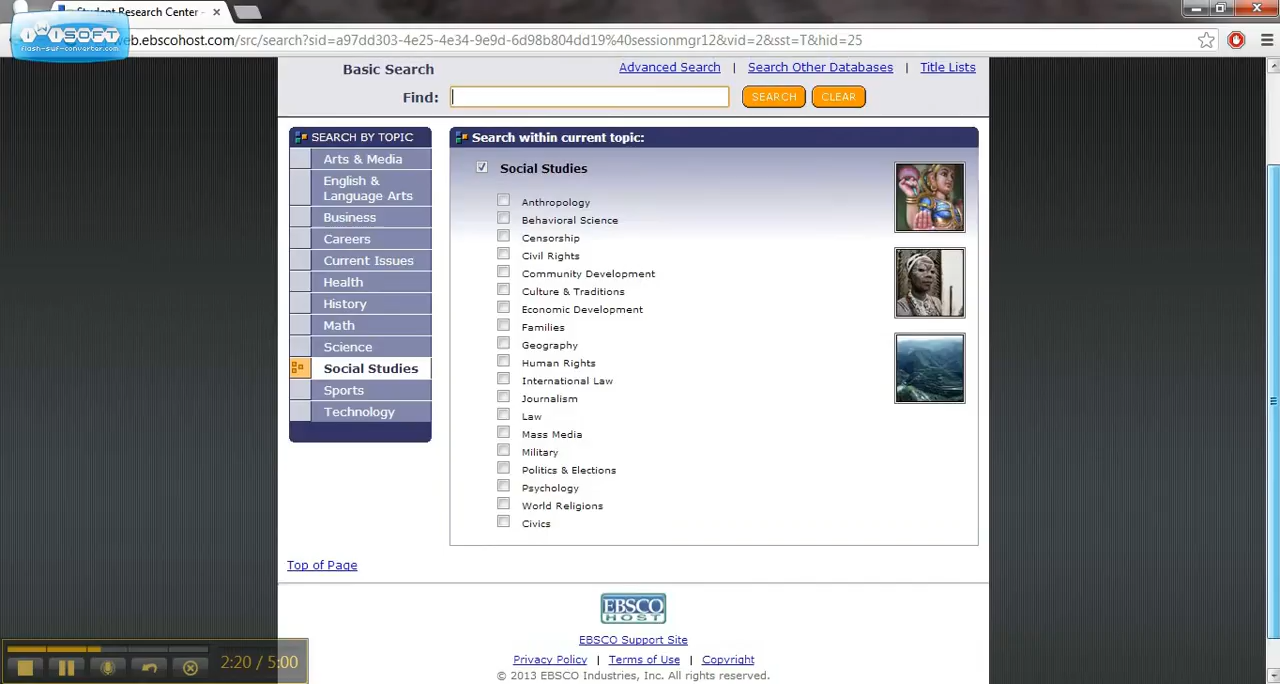 Student Research Center -
iWiSOFT
flash-swf-converter.com
eb.ebscohost.com/src/search?sid=a97dd303-4e25-4e34-9e9d-6d98b804dd19%40sessionmgr12&vid=2&sst=T&hid=25
Basic Search
Advanced Search | Search Other Databases | Title Lists
Find: SEARCH CLEAR
SEARCH BY TOPIC
Arts & Media
English &
Language Arts
Business
Careers
Current Issues
Health
History
Math
Science
Social Studies
Sports
Technology
Search within current topic:
Social Studies
Anthropology
Behavioral Science
Censorship
Civil Rights
Community Development
Culture & Traditions
Economic Development
Families
Geography
Human Rights
International Law
Journalism
Law
Mass Media
Military
Politics & Elections
Psychology
World Religions
Civics
Top of Page
EBSCO
HOST
EBSCO Support Site
Privacy Policy | Terms of Use | Copyright
© 2013 EBSCO Industries, Inc. All rights reserved.
2:20 / 5:00